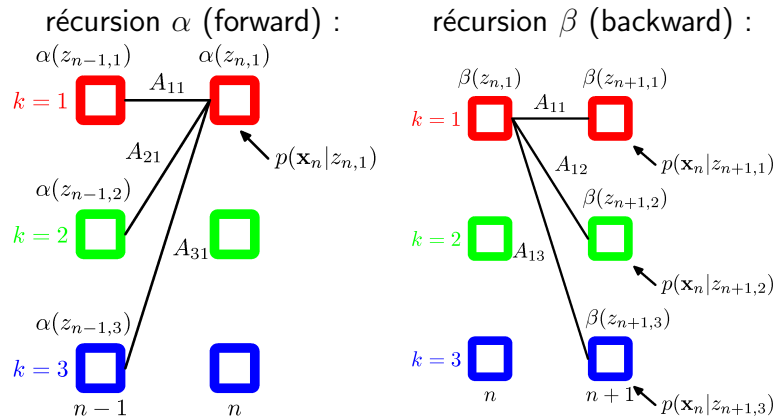 récursion α (forward) :
α(z_{n−1,1})
α(z_{n,1})
A_{11}
k = 1
p(x_n|z_{n,1})
A_{21}
α(z_{n−1,2})
k = 2
A_{31}
α(z_{n−1,3})
k = 3
n − 1
n
récursion β (backward) :
β(z_{n,1})
β(z_{n+1,1})
A_{11}
k = 1
p(x_n|z_{n+1,1})
A_{12}
β(z_{n+1,2})
k = 2
A_{13}
p(x_n|z_{n+1,2})
β(z_{n+1,3})
k = 3
n
n + 1
p(x_n|z_{n+1,3})